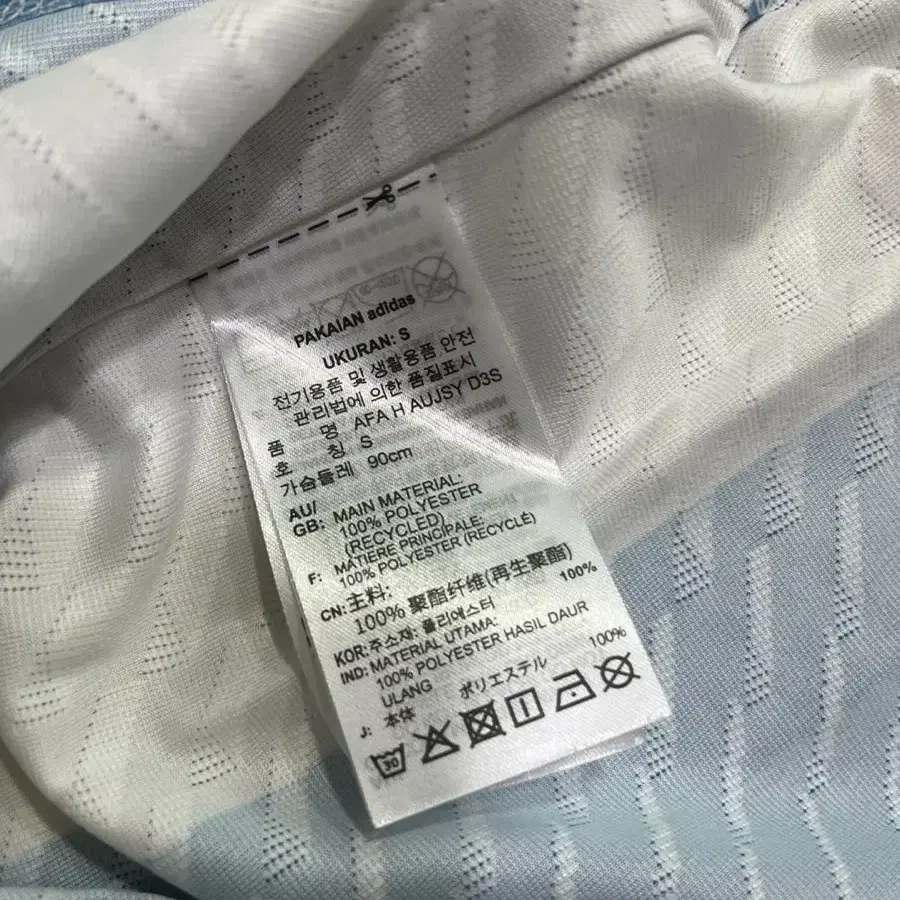 PAKAIAN adidas
UKURAN: S
전기용품 및 생활용품 안전
관리법에 의한 품질표시
품 명 AFA H AUJSY D3S
호 칭 S
가슴둘레 90cm
AU/
GB: MAIN MATERIAL:
100% POLYESTER
(RECYCLED)
F: MATIERE PRINCIPALE:
100% POLYESTER (RECYCLÉ)
CN: 主料:
100% 聚酯纤维(再生聚酯)
KOR: 주소재: 폴리에스터 100%
IND: MATERIAL UTAMA:
100% POLYESTER HASIL DAUR
ULANG
J: 本体 ポリエステル 100%
30